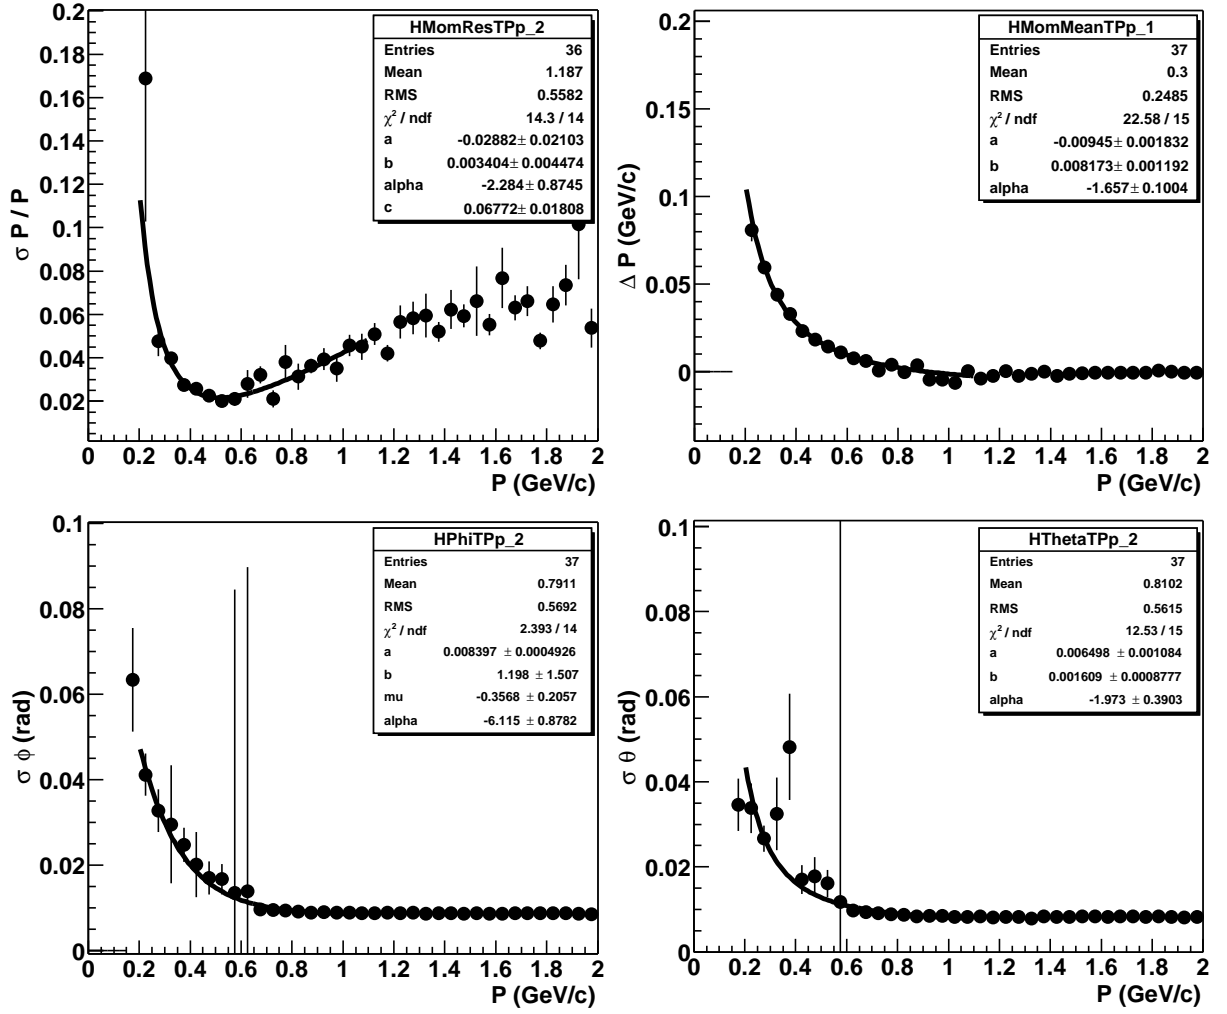 HMomResTPp_2
Entries 36
Mean 1.187
RMS 0.5582
χ² / ndf 14.3 / 14
a -0.02882± 0.02103
b 0.003404± 0.004474
alpha -2.284± 0.8745
c 0.06772± 0.01808
σ P / P
0.2
0.18
0.16
0.14
0.12
0.1
0.08
0.06
0.04
0.02
0 0.2 0.4 0.6 0.8 1 1.2 1.4 1.6 1.8 2
P (GeV/c)
HMomMeanTPp_1
Entries 37
Mean 0.3
RMS 0.2485
χ² / ndf 22.58 / 15
a -0.00945± 0.001832
b 0.008173± 0.001192
alpha -1.657± 0.1004
Δ P (GeV/c)
0.2
0.15
0.1
0.05
0
0 0.2 0.4 0.6 0.8 1 1.2 1.4 1.6 1.8 2
P (GeV/c)
HPhiTPp_2
Entries 37
Mean 0.7911
RMS 0.5692
χ² / ndf 2.393 / 14
a 0.008397 ± 0.0004926
b 1.198 ± 1.507
mu -0.3568 ± 0.2057
alpha -6.115 ± 0.8782
σ ϕ (rad)
0.1
0.08
0.06
0.04
0.02
0
0 0.2 0.4 0.6 0.8 1 1.2 1.4 1.6 1.8 2
P (GeV/c)
HThetaTPp_2
Entries 37
Mean 0.8102
RMS 0.5615
χ² / ndf 12.53 / 15
a 0.006498 ± 0.001084
b 0.001609 ± 0.0008777
alpha -1.973 ± 0.3903
σ θ (rad)
0.1
0.08
0.06
0.04
0.02
0
0 0.2 0.4 0.6 0.8 1 1.2 1.4 1.6 1.8 2
P (GeV/c)